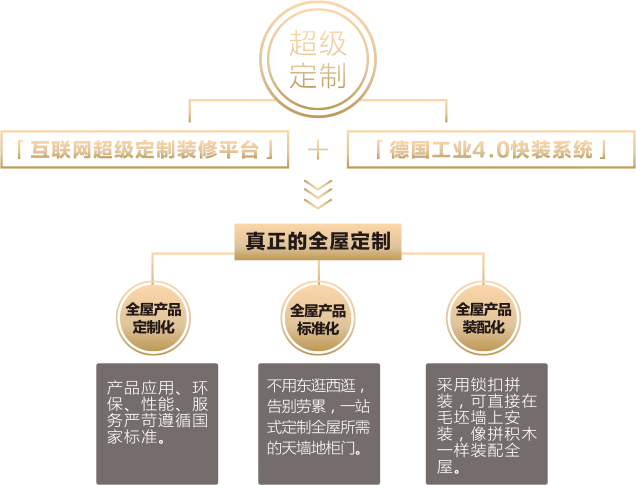 超级
定制
「互联网超级定制装修平台」
+
「德国工业4.0快装系统」
真正的全屋定制
全屋产品
定制化
全屋产品
标准化
全屋产品
装配化
产品应用、环
保、性能、服
务严苛遵循国
家标准。
不用东逛西逛，
告别劳累，一站
式定制全屋所需
的天墙地柜门。
采用锁扣拼
装，可直接在
毛坯墙上安
装，像拼积木
一样装配全
屋。